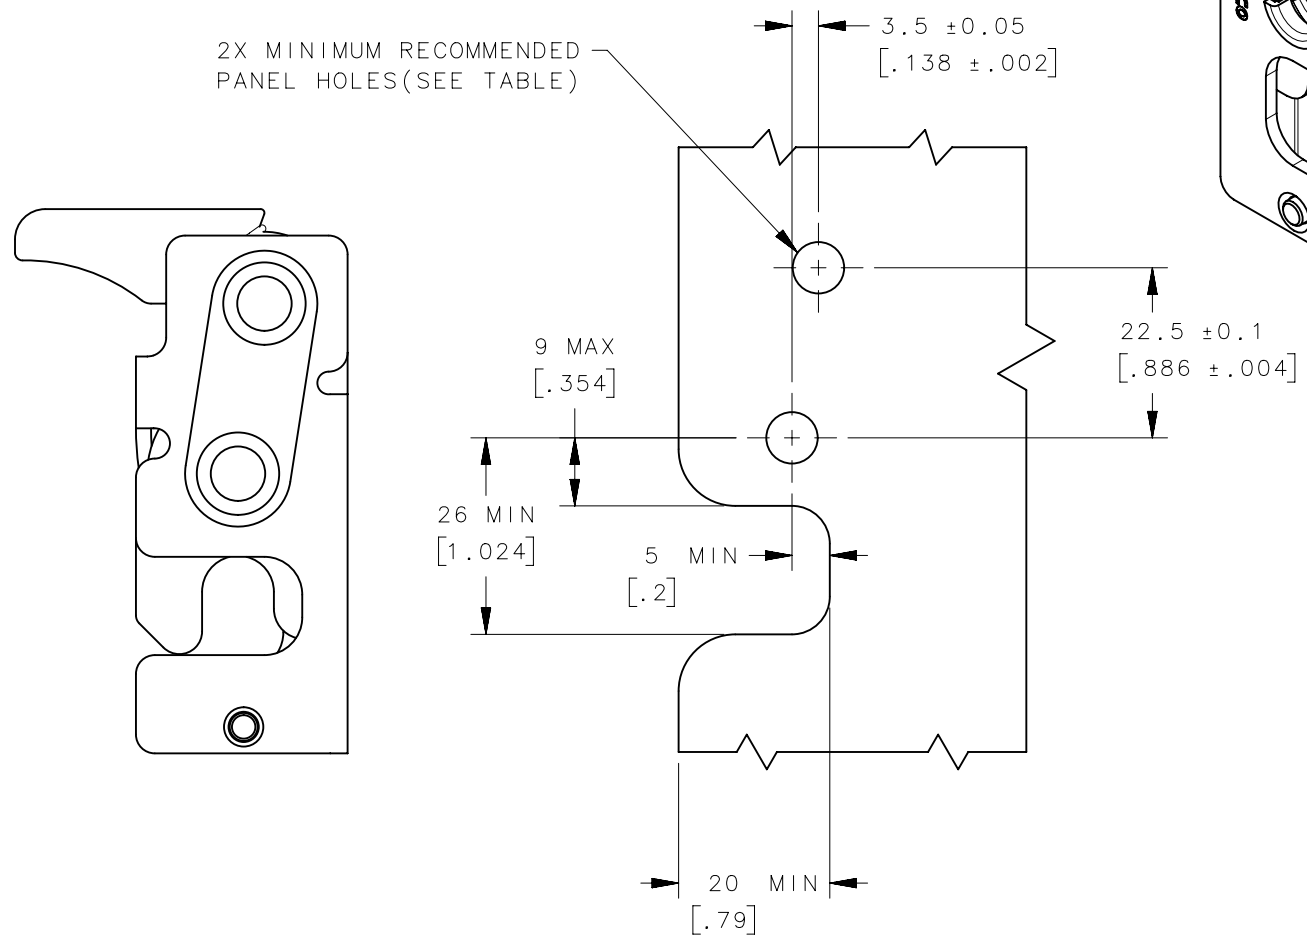 3.5 ±0.05
[.138 ±.002]
2X MINIMUM RECOMMENDED
PANEL HOLES(SEE TABLE)
22.5 ±0.1
[.886 ±.004]
9 MAX
[.354]
26 MIN
[1.024]
5 MIN
[.2]
20 MIN
[.79]